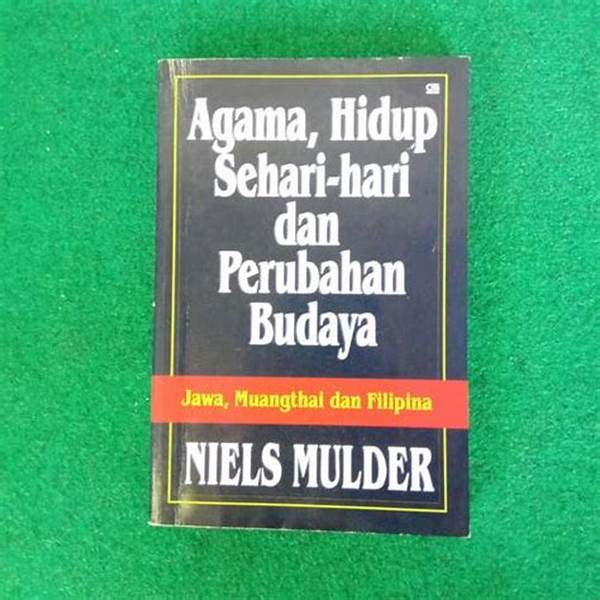 Agama, Hidup
Sehari-hari
dan
Perubahan
Budaya
Jawa, Muangthai dan Filipina
NIELS MULDER